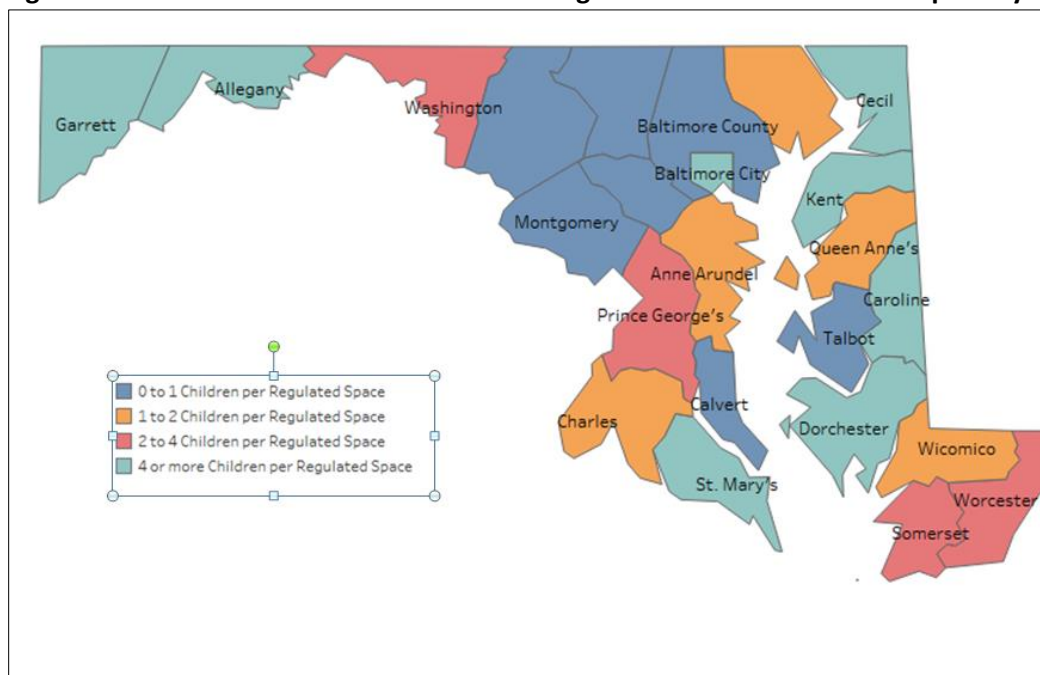 Allegany
Garrett
Washington
Cecil
Baltimore County
Baltimore City
Kent
Montgomery
Queen Anne's
Anne Arundel
Caroline
Prince George's
Talbot
0 to 1 Children per Regulated Space
1 to 2 Children per Regulated Space
2 to 4 Children per Regulated Space
4 or more Children per Regulated Space
Calvert
Charles
Dorchester
Wicomico
St. Mary's
Worcester
Somerset